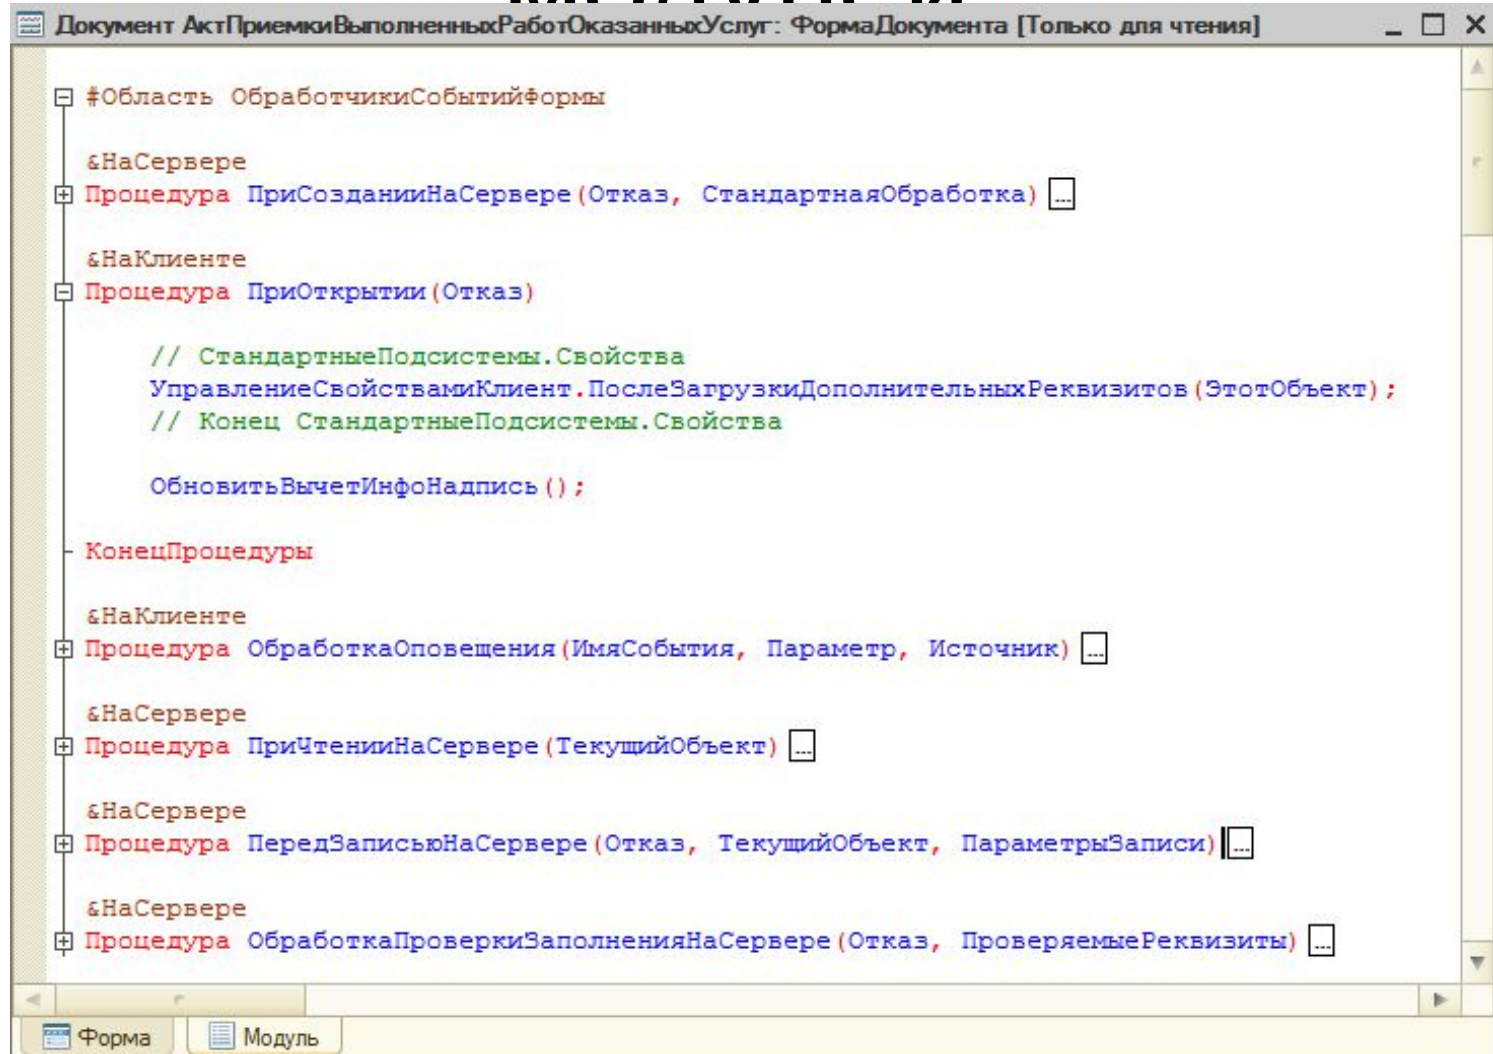 Документ АктПриемкиВыполненныхРаботОказанныхУслуг: ФормаДокумента [Только для чтения]
#Область ОбработчикиСобытийФормы
&НаСервере
Процедура ПриСозданииНаСервере(Отказ, СтандартнаяОбработка) ...
&НаКлиенте
Процедура ПриОткрытии(Отказ)
// СтандартныеПодсистемы.Свойства
УправлениеСвойствамиКлиент.ПослеЗагрузкиДополнительныхРеквизитов(ЭтотОбъект);
// Конец СтандартныеПодсистемы.Свойства
ОбновитьВычетИнфоНадпись();
КонецПроцедуры
&НаКлиенте
Процедура ОбработкаОповещения(ИмяСобытия, Параметр, Источник) ...
&НаСервере
Процедура ПриЧтенииНаСервере(ТекущийОбъект) ...
&НаСервере
Процедура ПередЗаписьюНаСервере(Отказ, ТекущийОбъект, ПараметрыЗаписи) ...
&НаСервере
Процедура ОбработкаПроверкиЗаполненияНаСервере(Отказ, ПроверяемыеРеквизиты) ...
Форма Модуль